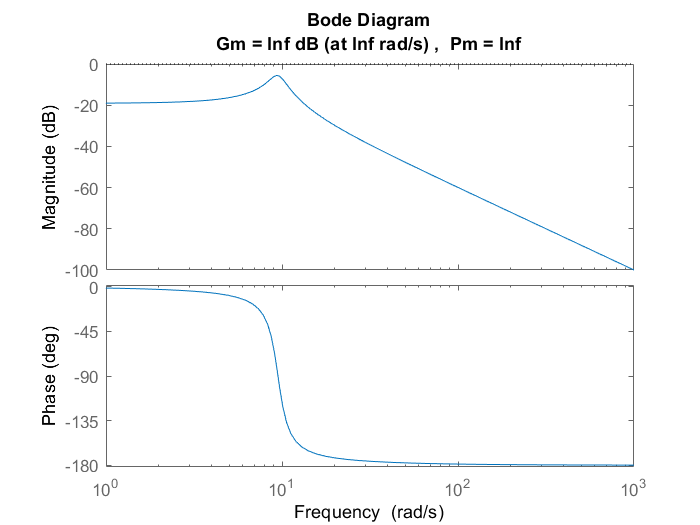 Bode Diagram
Gm = Inf dB (at Inf rad/s) , Pm = Inf
Magnitude (dB)
0
-20
-40
-60
-80
-100
Phase (deg)
0
-45
-90
-135
-180
10^0 10^1 10^2 10^3
Frequency (rad/s)